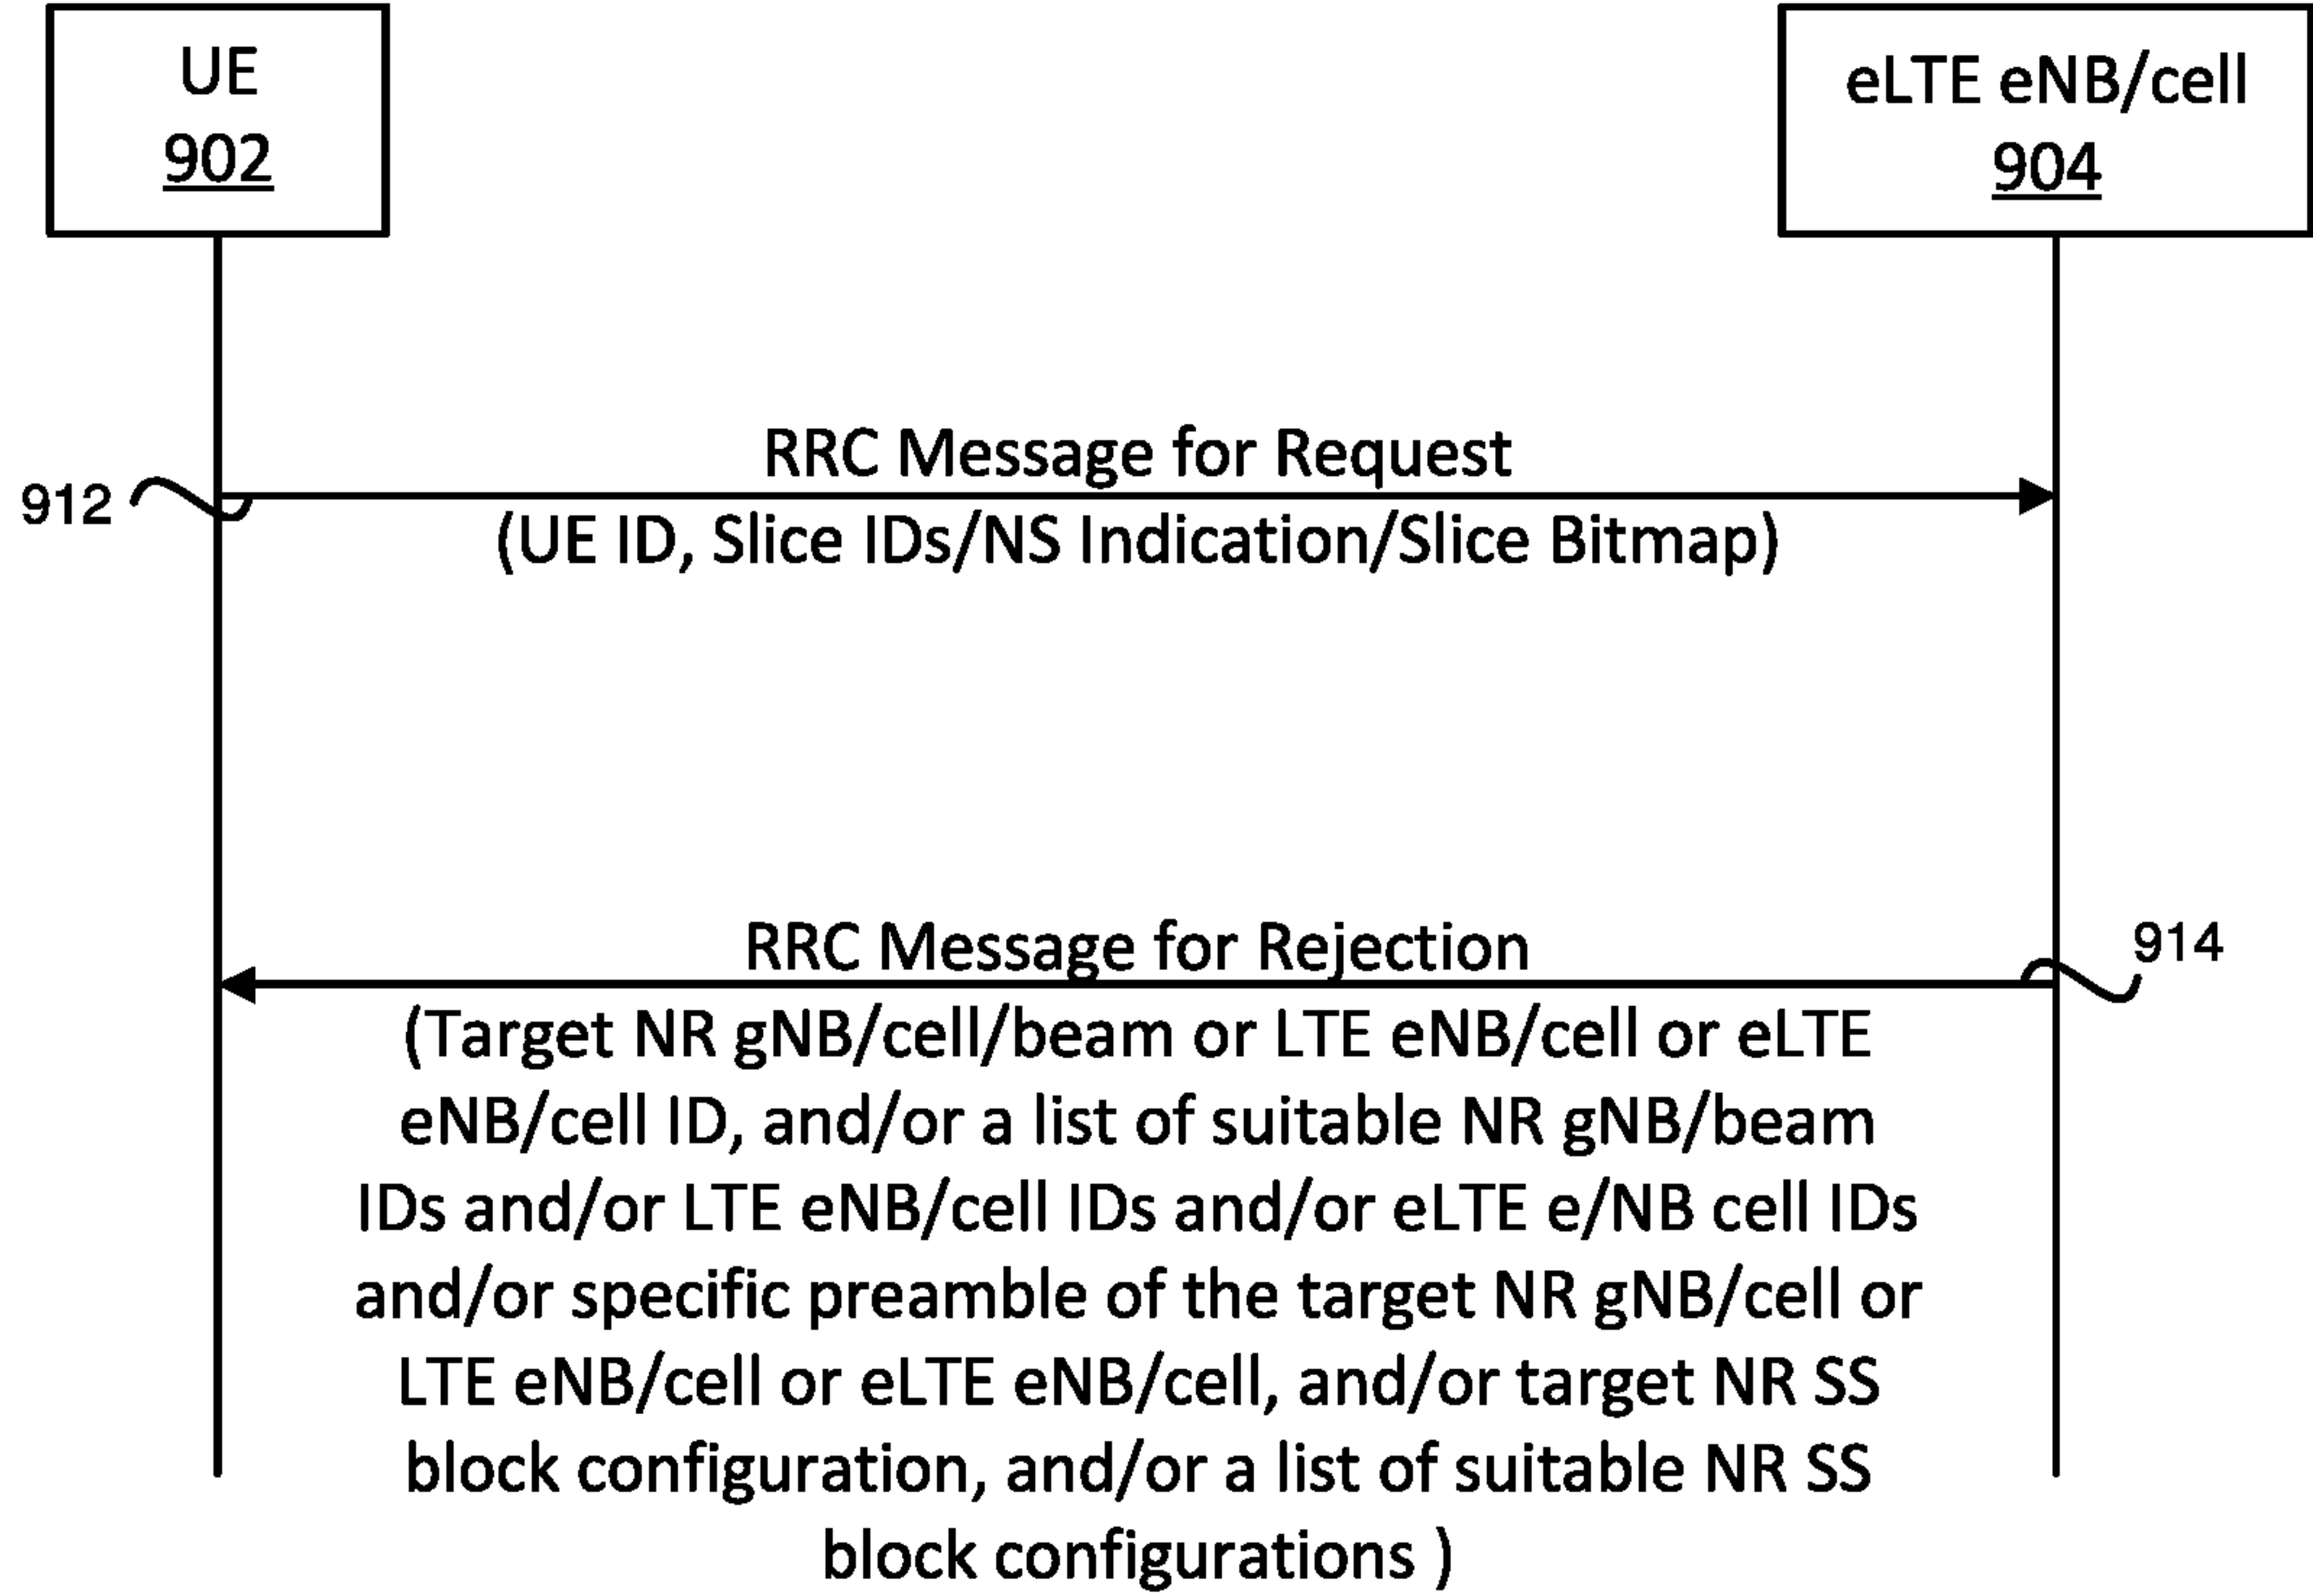 UE
902
eLTE eNB/cell
904
RRC Message for Request
912
(UE ID, Slice IDs/NS Indication/Slice Bitmap)
RRC Message for Rejection
914
(Target NR gNB/cell/beam or LTE eNB/cell or eLTE
eNB/cell ID, and/or a list of suitable NR gNB/beam
IDs and/or LTE eNB/cell IDs and/or eLTE e/NB cell IDs
and/or specific preamble of the target NR gNB/cell or
LTE eNB/cell or eLTE eNB/cell, and/or target NR SS
block configuration, and/or a list of suitable NR SS
block configurations )